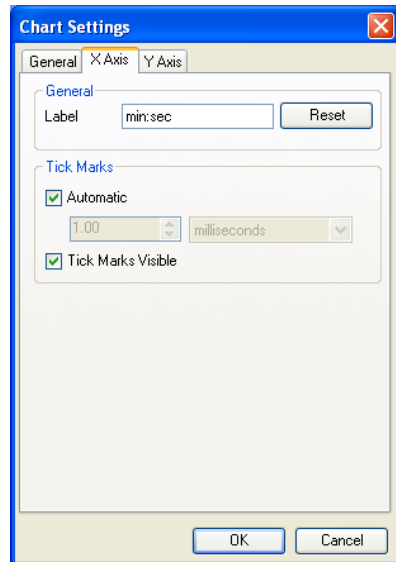 Chart Settings
General X Axis Y Axis
General
Label min:sec Reset
Tick Marks
Automatic
1.00 milliseconds
Tick Marks Visible
OK Cancel